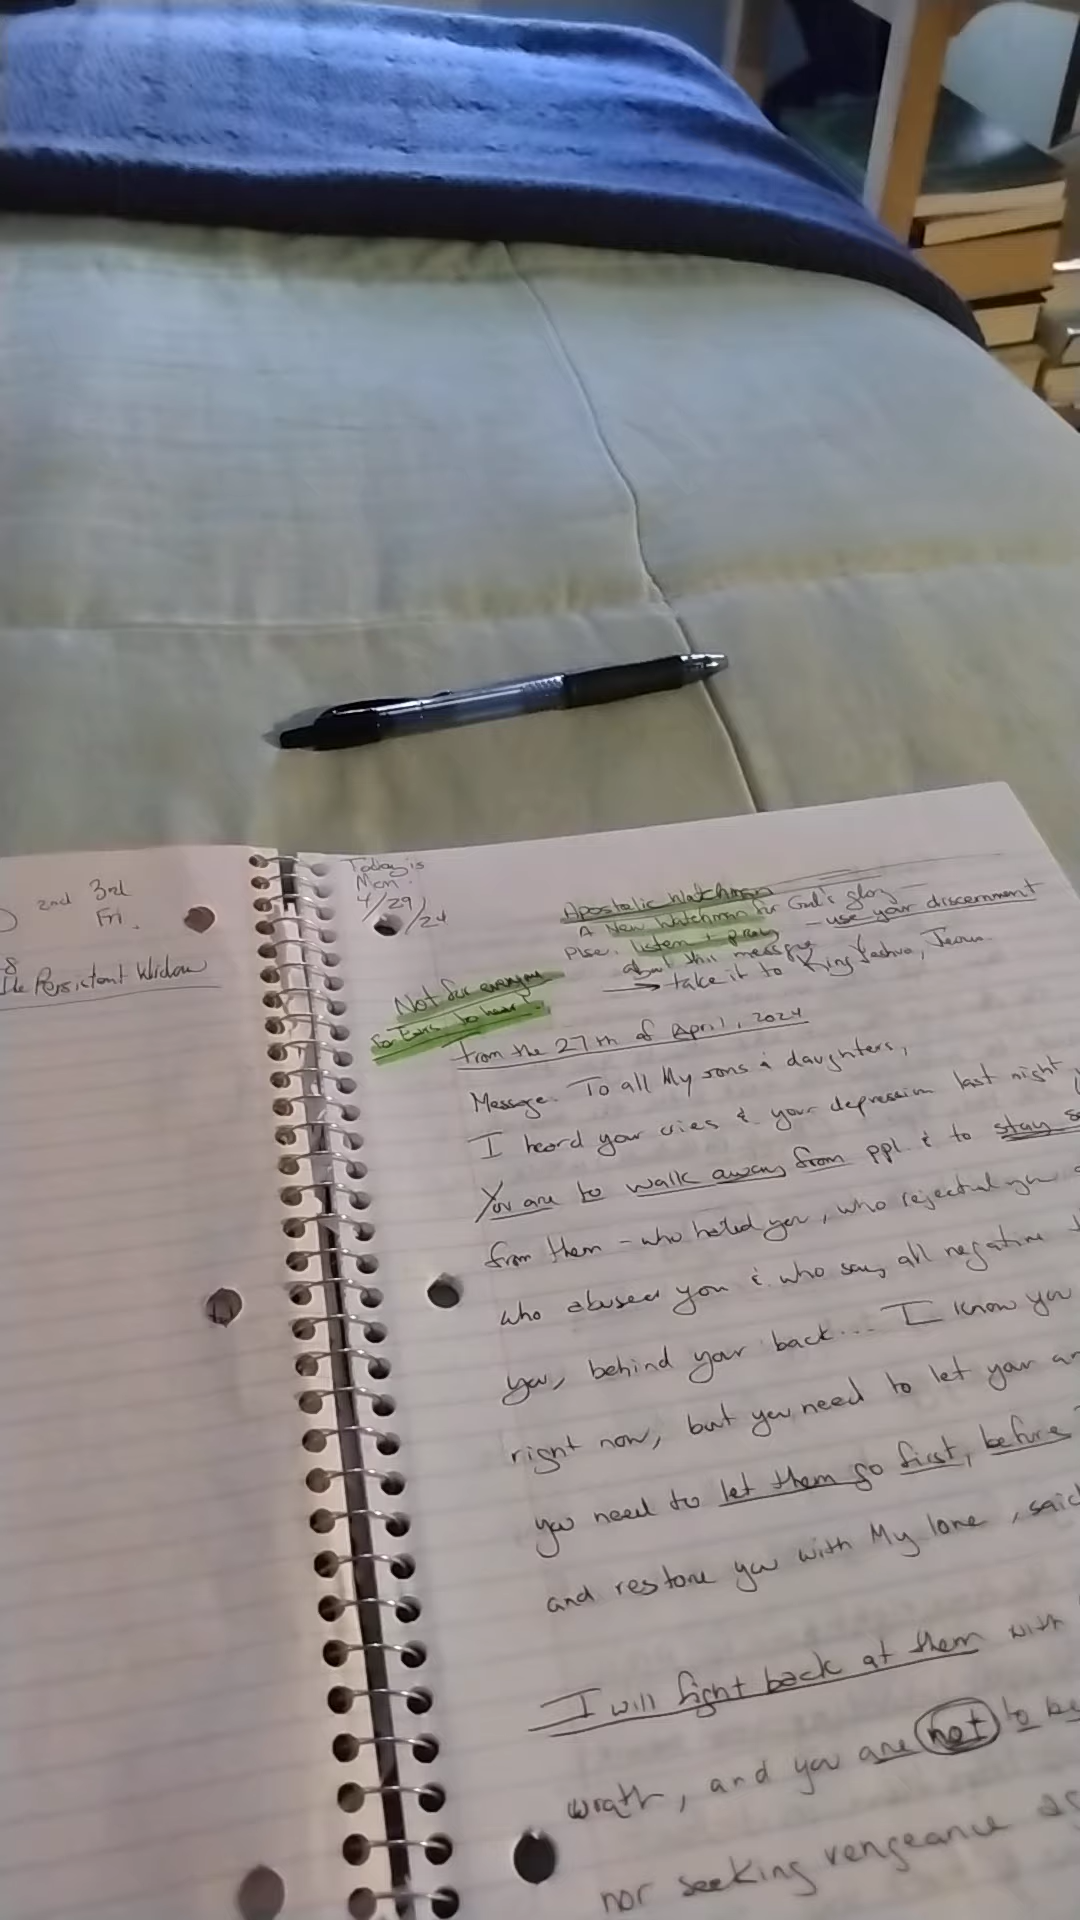 2nd 3rd
Fri.
8
The Persistent Widow
Today is
Mon.
4/29/24
Apostolic Watchman
A New Watchman for God's glory
Plse. listen + pray - use your discernment
about this message
→ take it to King Yeshua, Jesus.
Not for everyone
for Ears to hear!
from the 27th of April, 2024
Message. To all My sons & daughters,
I heard your cries & your depression last night,
You are to walk away from ppl. & to stay
from them - who hated you, who rejected you
who abused you & who say all negative
you, behind your back... I know you
right now, but you need to let your
you need to let them go first, before
and restore you with My love, said
I will fight back at them with
wrath, and you are not to be
nor seeking vengeance as